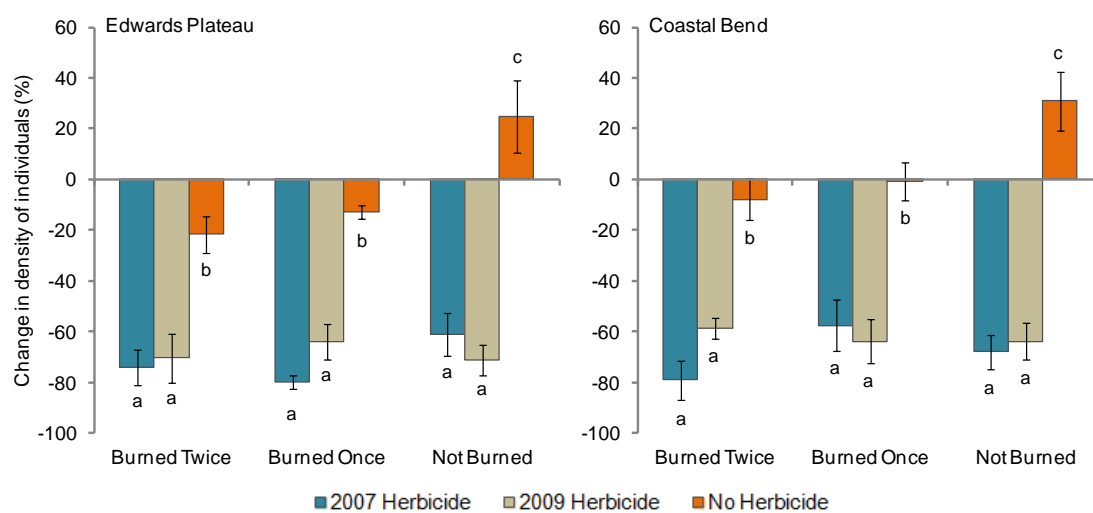 Edwards Plateau
Change in density of individuals (%)
60
40
20
0
-20
-40
-60
-80
-100
a
a
b
a
a
b
a
a
c
Burned Twice
Burned Once
Not Burned
Coastal Bend
60
40
20
0
-20
-40
-60
-80
-100
a
a
b
a
a
b
a
a
c
Burned Twice
Burned Once
Not Burned
2007 Herbicide
2009 Herbicide
No Herbicide